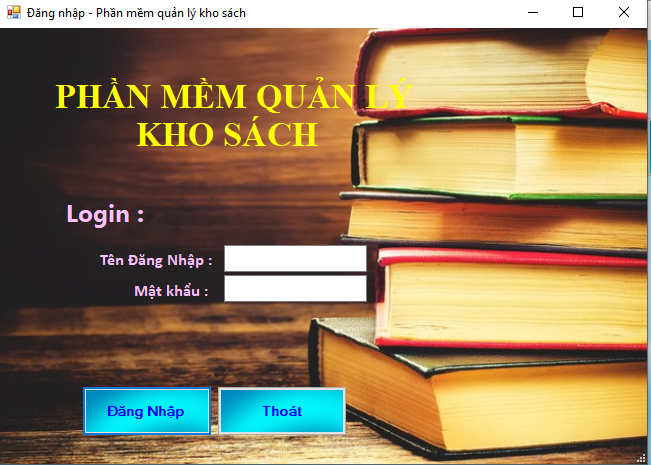 Đăng nhập - Phần mềm quản lý kho sách
PHẦN MỀM QUẢN LÝ
KHO SÁCH
Login :
Tên Đăng Nhập :
Mật khẩu :
Đăng Nhập
Thoát